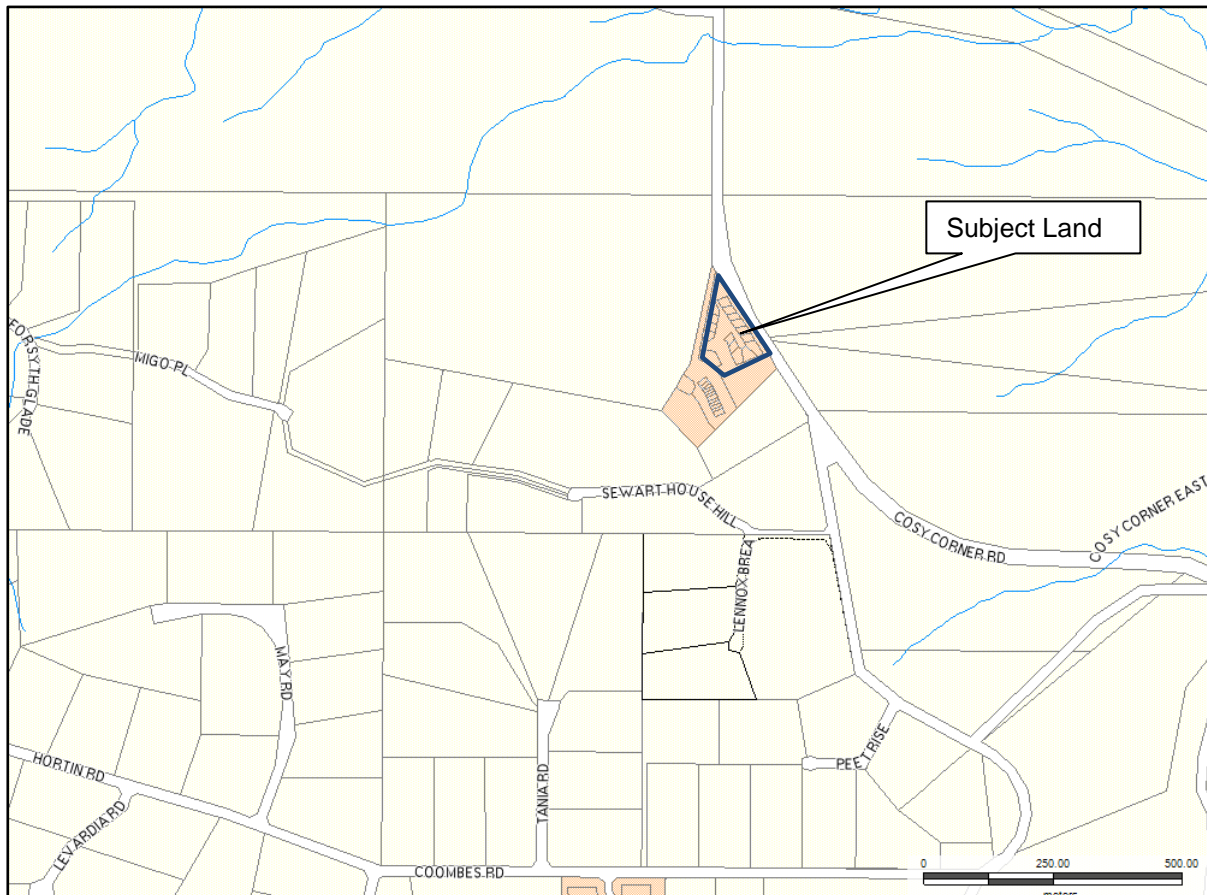 Subject Land
FORSYTH GLADE
MIGO PL
SEWART HOUSE HILL
COSY CORNER EAST
COSY CORNER RD
LENNOX BREA
MAY RD
PEET RISE
HORTIN RD
TANIA RD
LEVARDIA RD
COOMBES RD
0 250.00 500.00
meters